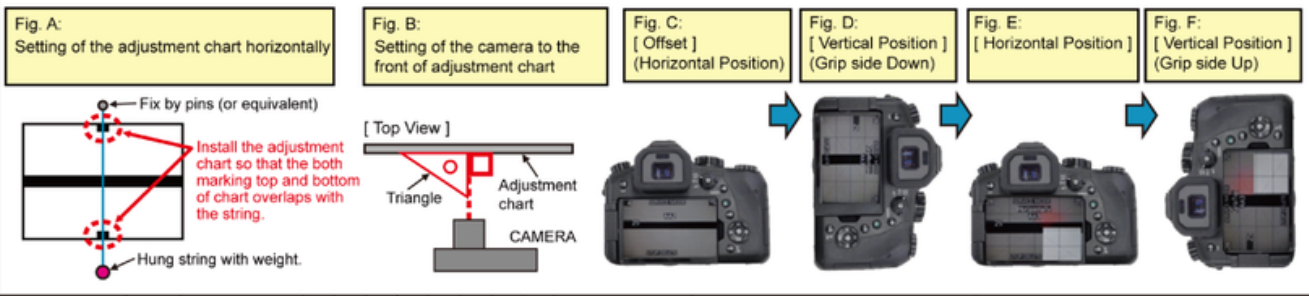 Fig. A:
Setting of the adjustment chart horizontally
Fig. B:
Setting of the camera to the
front of adjustment chart
Fig. C:
[ Offset ]
(Horizontal Position)
Fig. D:
[ Vertical Position ]
(Grip side Down)
Fig. E:
[ Horizontal Position ]
Fig. F:
[ Vertical Position ]
(Grip side Up)
Fix by pins (or equivalent)
Install the adjustment
chart so that the both
marking top and bottom
of chart overlaps with
the string.
Hung string with weight.
[ Top View ]
Triangle
Adjustment
chart
CAMERA